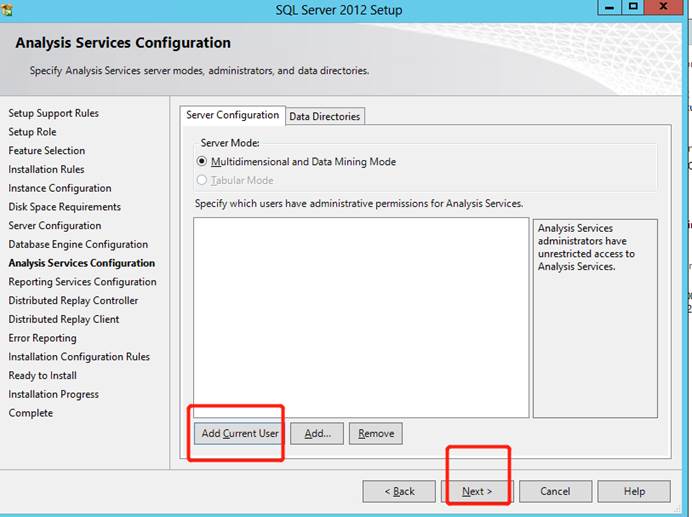 SQL Server 2012 Setup
Analysis Services Configuration
Specify Analysis Services server modes, administrators, and data directories.
Setup Support Rules
Setup Role
Feature Selection
Installation Rules
Instance Configuration
Disk Space Requirements
Server Configuration
Database Engine Configuration
Analysis Services Configuration
Reporting Services Configuration
Distributed Replay Controller
Distributed Replay Client
Error Reporting
Installation Configuration Rules
Ready to Install
Installation Progress
Complete
Server Configuration Data Directories
Server Mode:
Multidimensional and Data Mining Mode
Tabular Mode
Specify which users have administrative permissions for Analysis Services.
Analysis Services
administrators have
unrestricted access to
Analysis Services.
Add Current User Add... Remove
< Back Next > Cancel Help